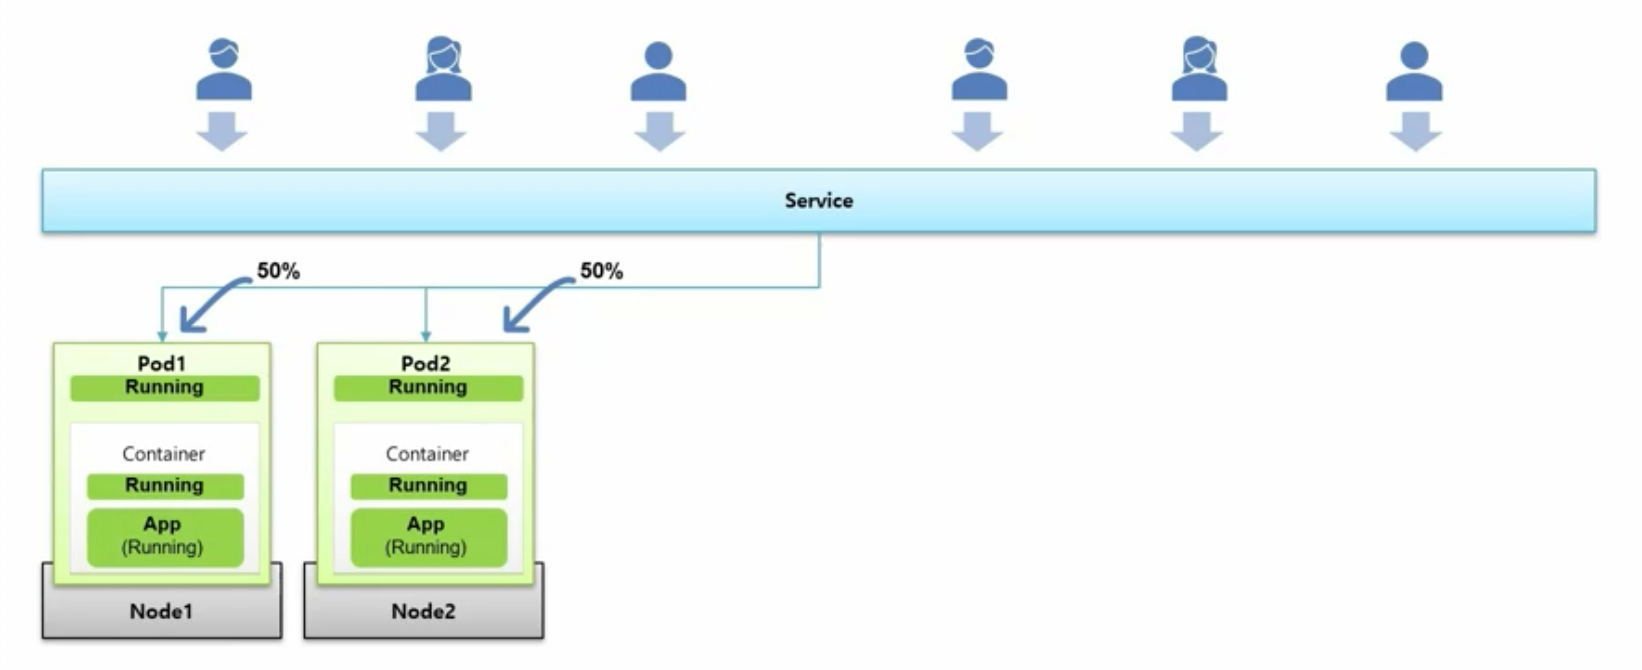 Service
50%
50%
Pod1
Running
Container
Running
App
(Running)
Node1
Pod2
Running
Container
Running
App
(Running)
Node2